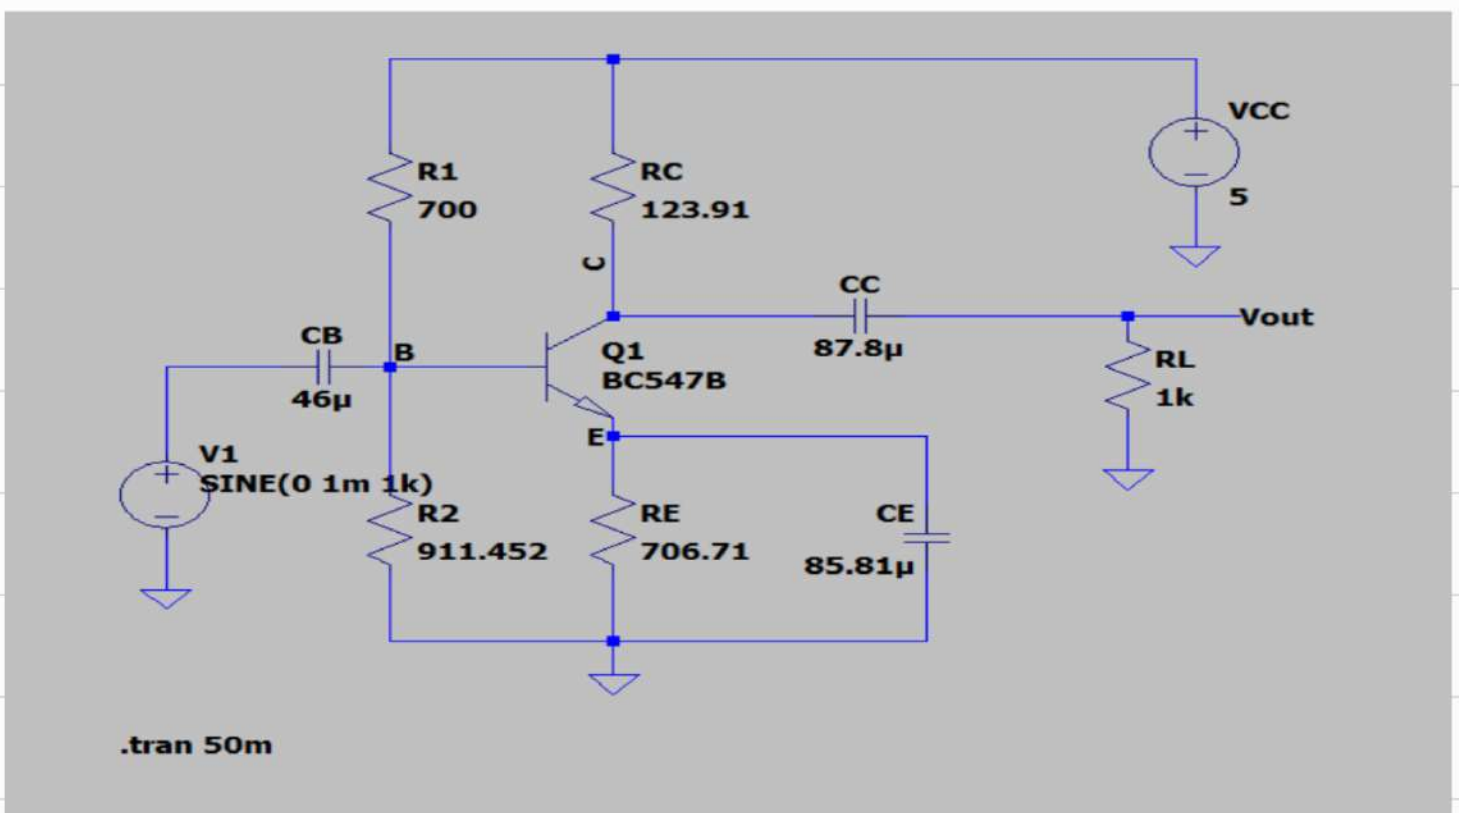 VCC
5
R1
700
RC
123.91
C
CC
87.8µ
Vout
CB
46µ
B
Q1
BC547B
RL
1k
E
V1
SINE(0 1m 1k)
R2
911.452
RE
706.71
CE
85.81µ
.tran 50m